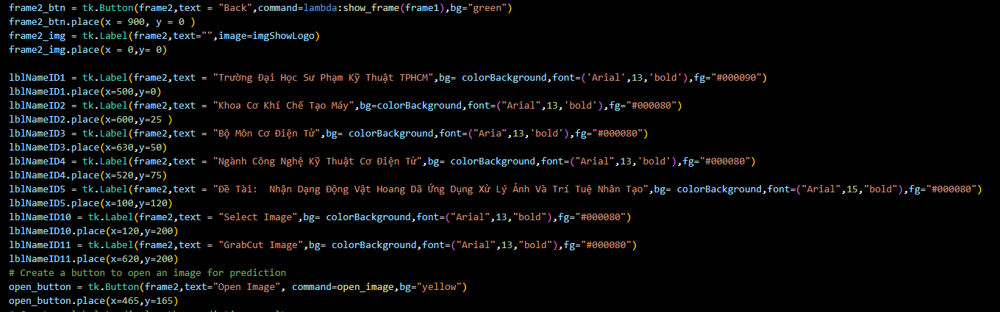 frame2_btn = tk.Button(frame2,text = "Back",command=lambda:show_frame(frame1),bg="green")
frame2_btn.place(x = 900, y = 0 )
frame2_img = tk.Label(frame2,text="",image=imgShowLogo)
frame2_img.place(x = 0,y= 0)
lblNameID1 = tk.Label(frame2,text = "Trường Đại Học Sư Phạm Kỹ Thuật TPHCM",bg= colorBackground,font=('Arial',13,'bold'),fg="#000090")
lblNameID1.place(x=500,y=0)
lblNameID2 = tk.Label(frame2,text = "Khoa Cơ Khí Chế Tạo Máy",bg=colorBackground,font=("Arial",13,'bold'),fg="#000080")
lblNameID2.place(x=600,y=25 )
lblNameID3 = tk.Label(frame2,text = "Bộ Môn Cơ Điện Tử",bg= colorBackground,font=("Aria",13,'bold'),fg="#000080")
lblNameID3.place(x=630,y=50)
lblNameID4 = tk.Label(frame2,text = "Ngành Công Nghệ Kỹ Thuật Cơ Điện Tử",bg= colorBackground,font=("Arial",13,'bold'),fg="#000080")
lblNameID4.place(x=520,y=75)
lblNameID5 = tk.Label(frame2,text = "Đề Tài:  Nhận Dạng Động Vật Hoang Dã Ứng Dụng Xử Lý Ảnh Và Trí Tuệ Nhân Tạo",bg= colorBackground,font=("Arial",15,"bold"),fg="#000080")
lblNameID5.place(x=100,y=120)
lblNameID10 = tk.Label(frame2,text = "Select Image",bg= colorBackground,font=("Arial",13,"bold"),fg="#000080")
lblNameID10.place(x=120,y=200)
lblNameID11 = tk.Label(frame2,text = "GrabCut Image",bg= colorBackground,font=("Arial",13,"bold"),fg="#000080")
lblNameID11.place(x=620,y=200)
# Create a button to open an image for prediction
open_button = tk.Button(frame2,text="Open Image", command=open_image,bg="yellow")
open_button.place(x=465,y=165)